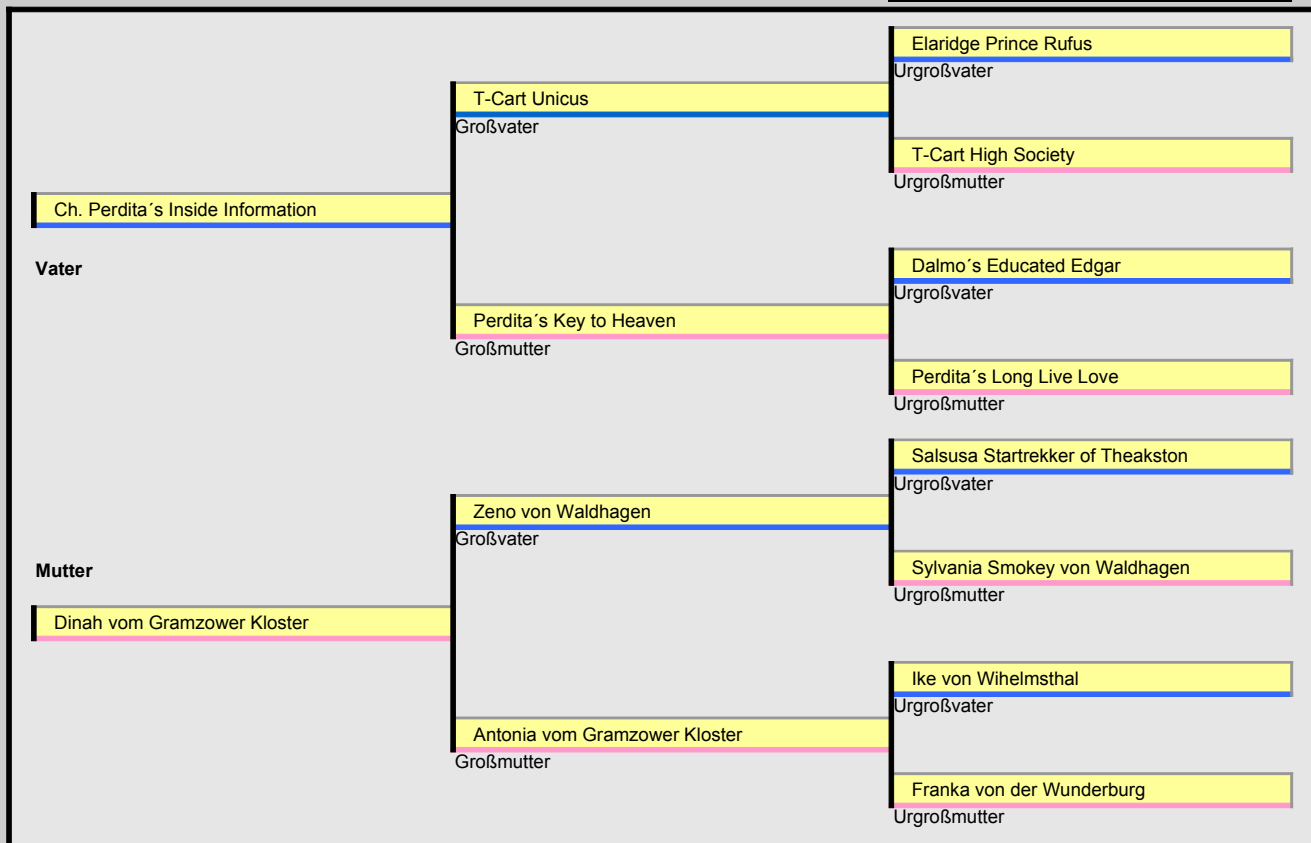 Elaridge Prince Rufus
Urgroßvater
T-Cart Unicus
Großvater
T-Cart High Society
Urgroßmutter
Ch. Perdita´s Inside Information
Vater
Dalmo´s Educated Edgar
Urgroßvater
Perdita´s Key to Heaven
Großmutter
Perdita´s Long Live Love
Urgroßmutter
Salsusa Startrekker of Theakston
Urgroßvater
Zeno von Waldhagen
Großvater
Mutter
Sylvania Smokey von Waldhagen
Urgroßmutter
Dinah vom Gramzower Kloster
Ike von Wihelmsthal
Urgroßvater
Antonia vom Gramzower Kloster
Großmutter
Franka von der Wunderburg
Urgroßmutter